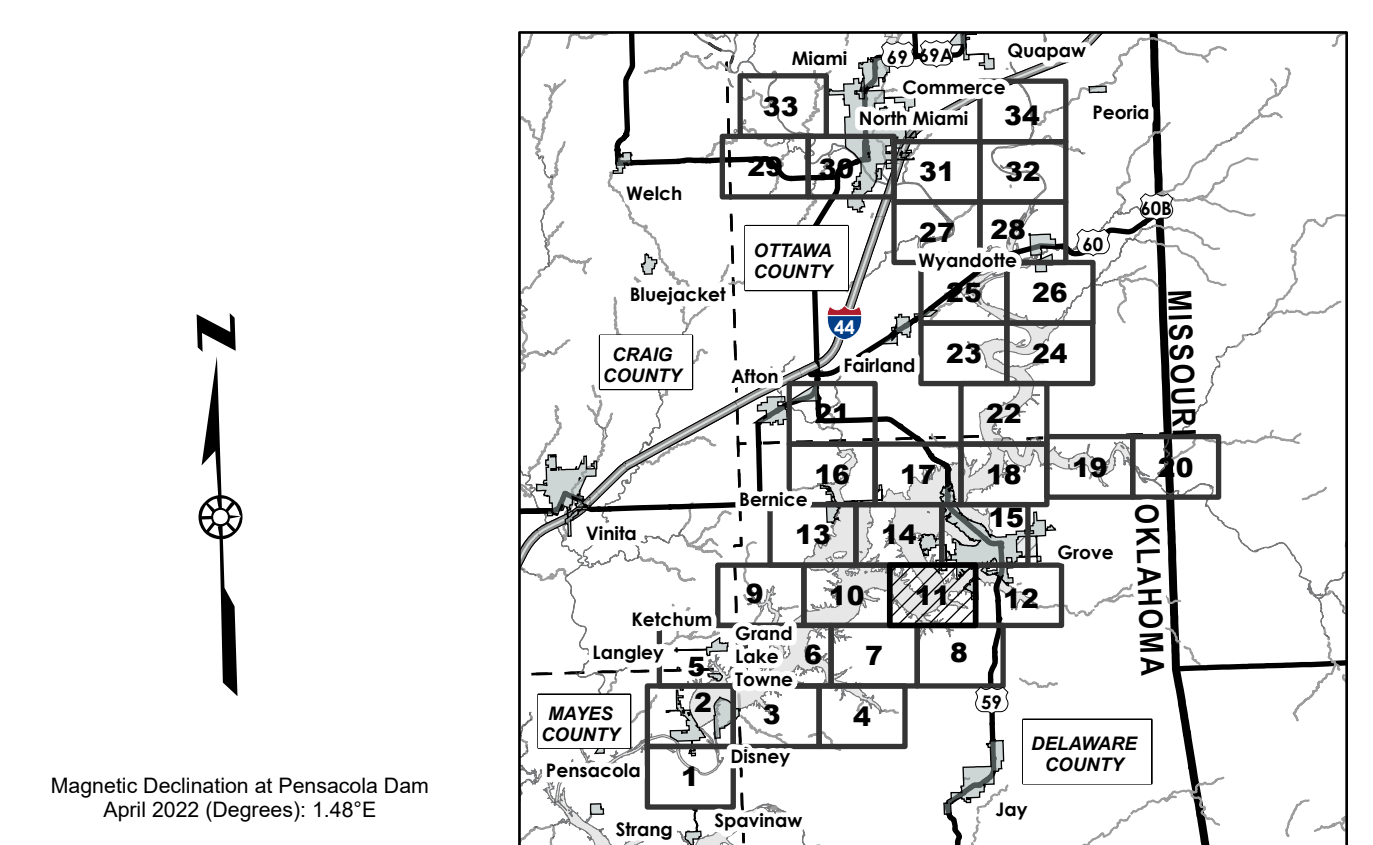 Miami
69
69A
Quapaw
Commerce
Peoria
33
34
North Miami
29
30
31
32
Welch
60B
27
28
60
OTTAWA
COUNTY
Wyandotte
Bluejacket
25
26
MISSOURI
44
N
CRAIG
COUNTY
Fairland
23
24
Afton
21
22
16
17
18
19
20
Bernice
OKLAHOMA
Vinita
13
14
15
Grove
9
10
11
12
Ketchum
Grand
Lake
Towne
Langley
5
6
7
8
59
MAYES
COUNTY
2
3
4
DELAWARE
COUNTY
Disney
Pensacola
1
Magnetic Declination at Pensacola Dam
April 2022 (Degrees): 1.48°E
Jay
Strang
Spavinaw